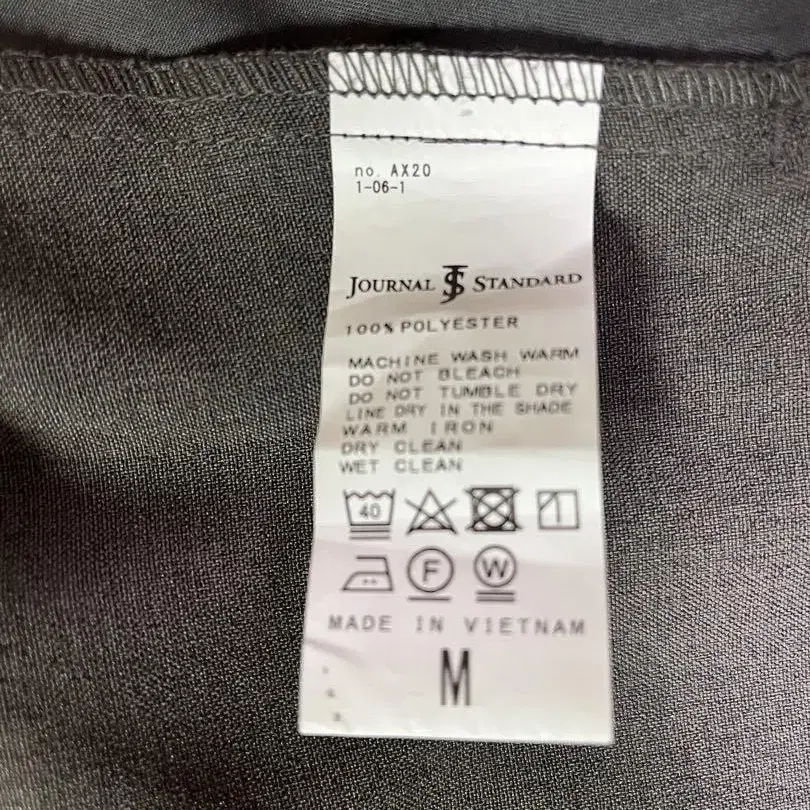 no. AX20
1-06-1
JOURNAL JS STANDARD
100% POLYESTER
MACHINE WASH WARM
DO NOT BLEACH
DO NOT TUMBLE DRY
LINE DRY IN THE SHADE
WARM IRON
DRY CLEAN
WET CLEAN
40
F W
MADE IN VIETNAM
M